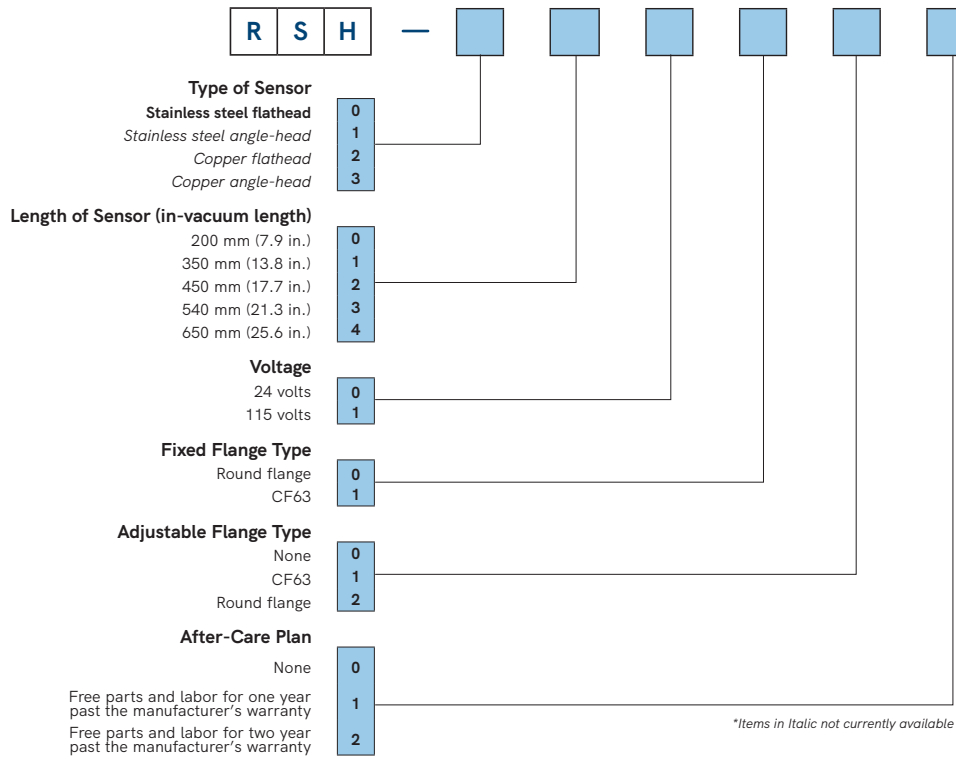 R S H —
Type of Sensor
Stainless steel flathead 0
Stainless steel angle-head 1
Copper flathead 2
Copper angle-head 3
Length of Sensor (in-vacuum length)
200 mm (7.9 in.) 0
350 mm (13.8 in.) 1
450 mm (17.7 in.) 2
540 mm (21.3 in.) 3
650 mm (25.6 in.) 4
Voltage
24 volts 0
115 volts 1
Fixed Flange Type
Round flange 0
CF63 1
Adjustable Flange Type
None 0
CF63 1
Round flange 2
After-Care Plan
None 0
Free parts and labor for one year
past the manufacturer's warranty 1
Free parts and labor for two year
past the manufacturer's warranty 2
*Items in Italic not currently available